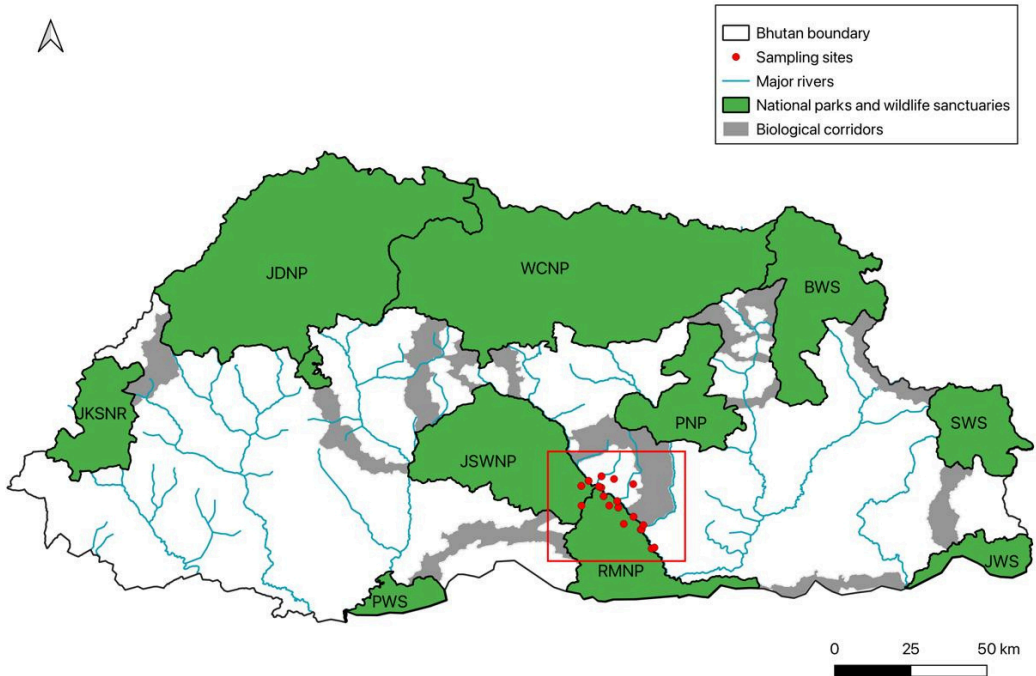 Bhutan boundary
Sampling sites
Major rivers
National parks and wildlife sanctuaries
Biological corridors
JDNP
WCNP
BWS
JKSNR
PNP
SWS
JSWNP
JWS
RMNP
PWS
0 25 50 km